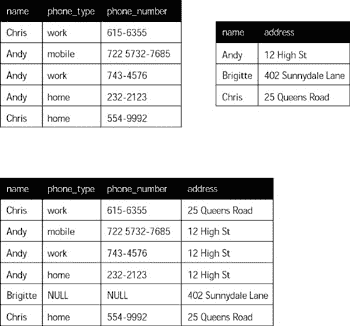 name phone_type phone_number
Chris work 615-6355
Andy mobile 722 5732-7685
Andy work 743-4576
Andy home 232-2123
Chris home 554-9992
name address
Andy 12 High St
Brigitte 402 Sunnydale Lane
Chris 25 Queens Road
name phone_type phone_number address
Chris work 615-6355 25 Queens Road
Andy mobile 722 5732-7685 12 High St
Andy work 743-4576 12 High St
Andy home 232-2123 12 High St
Brigitte NULL NULL 402 Sunnydale Lane
Chris home 554-9992 25 Queens Road